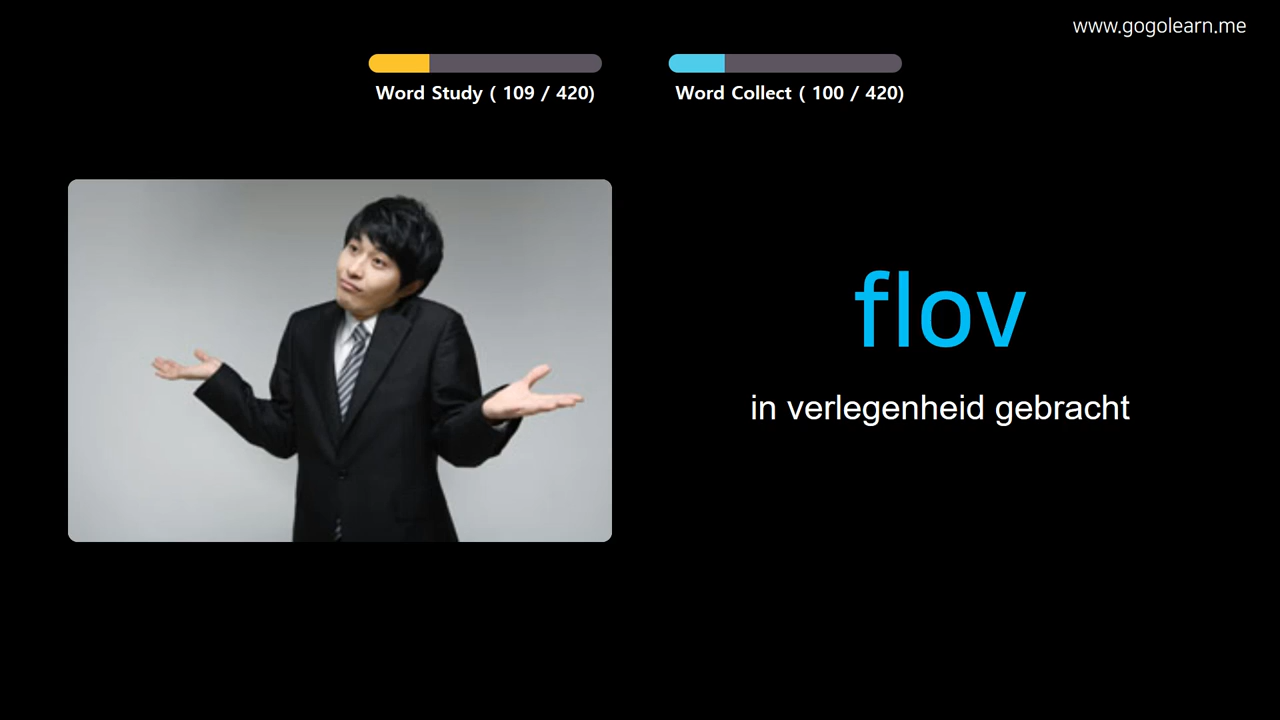 www.gogolearn.me
Word Study ( 109 / 420)
Word Collect ( 100 / 420)
flov
in verlegenheid gebracht